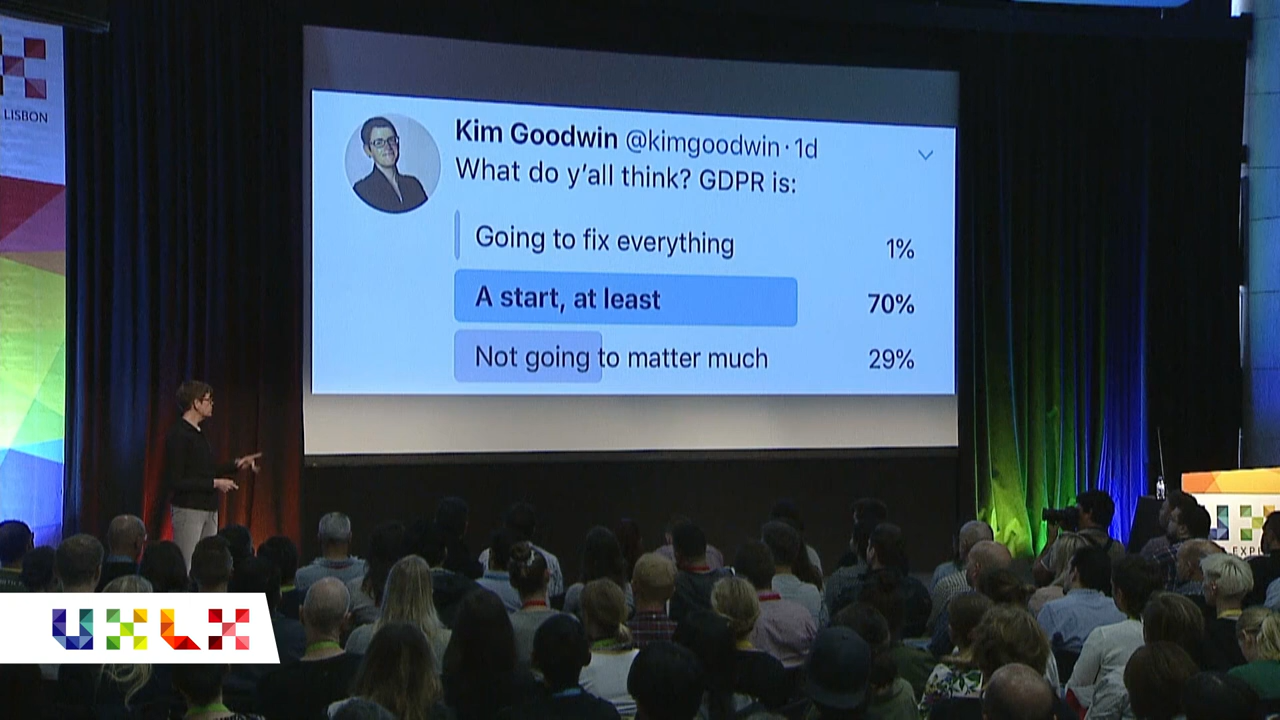 LISBON
Kim Goodwin @kimgoodwin · 1d
What do y'all think? GDPR is:
Going to fix everything 1%
A start, at least 70%
Not going to matter much 29%
UXLX